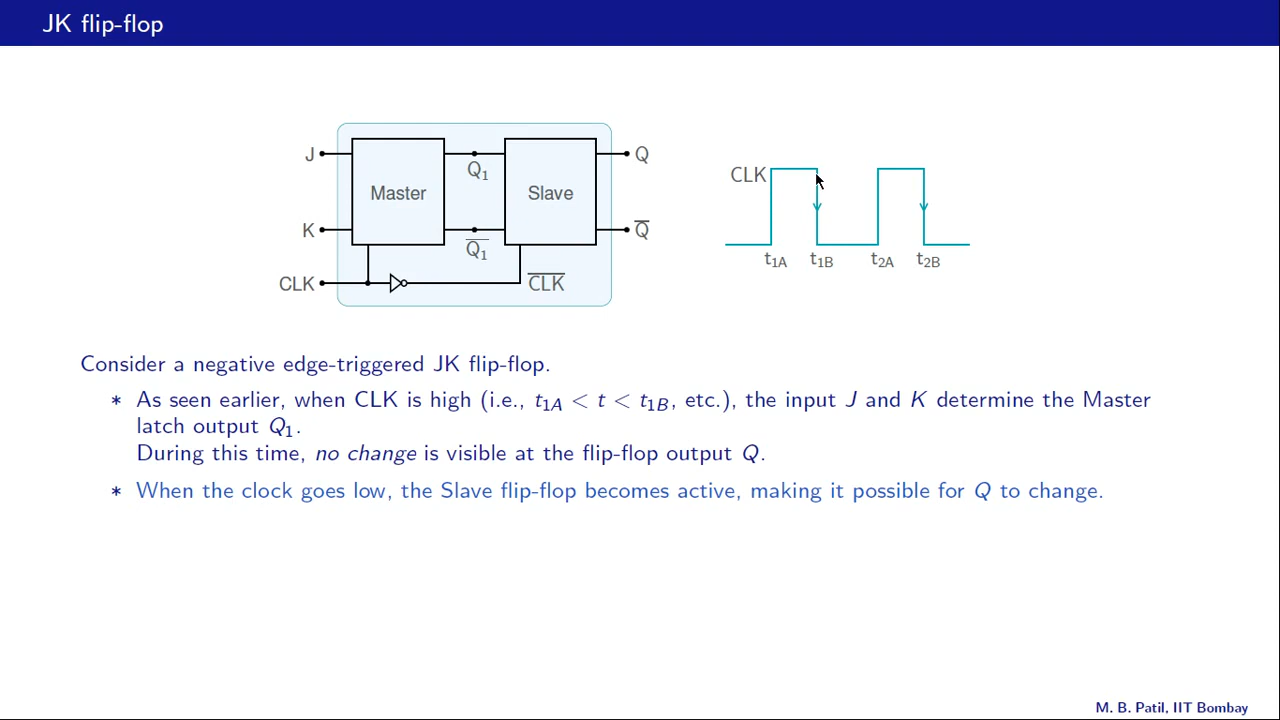 JK flip-flop
J
Master
Q₁
Slave
Q
CLK
K
Q̅₁
Q̅
t₁A t₁B t₂A t₂B
CLK
C̅L̅K̅
Consider a negative edge-triggered JK flip-flop.
∗ As seen earlier, when CLK is high (i.e., t₁A < t < t₁B, etc.), the input J and K determine the Master
latch output Q₁.
During this time, no change is visible at the flip-flop output Q.
∗ When the clock goes low, the Slave flip-flop becomes active, making it possible for Q to change.
M. B. Patil, IIT Bombay